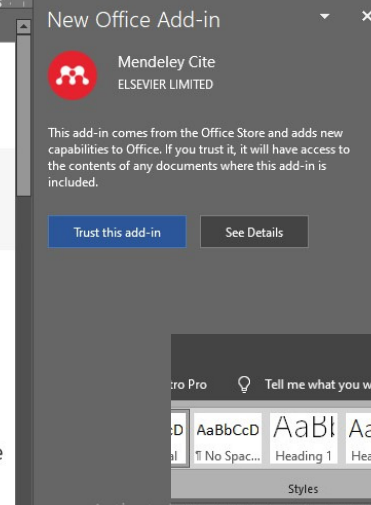 New Office Add-in
Mendeley Cite
ELSEVIER LIMITED
This add-in comes from the Office Store and adds new
capabilities to Office. If you trust it, it will have access to
the contents of any documents where this add-in is
included.
Trust this add-in See Details
tro Pro Tell me what you w
:D AaBbCcD AaBl Aa
al ¶ No Spac... Heading 1 Hea
Styles
e